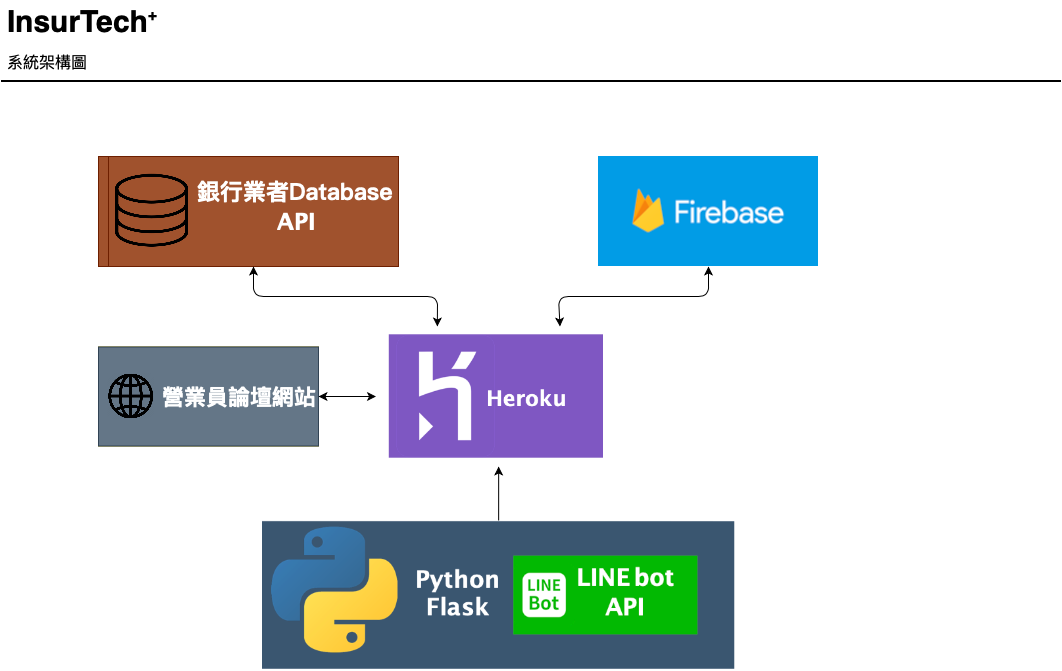 InsurTech⁺
系統架構圖
銀行業者Database
API
Firebase
營業員論壇網站
Heroku
Python
Flask
LINE
Bot
LINE bot
API